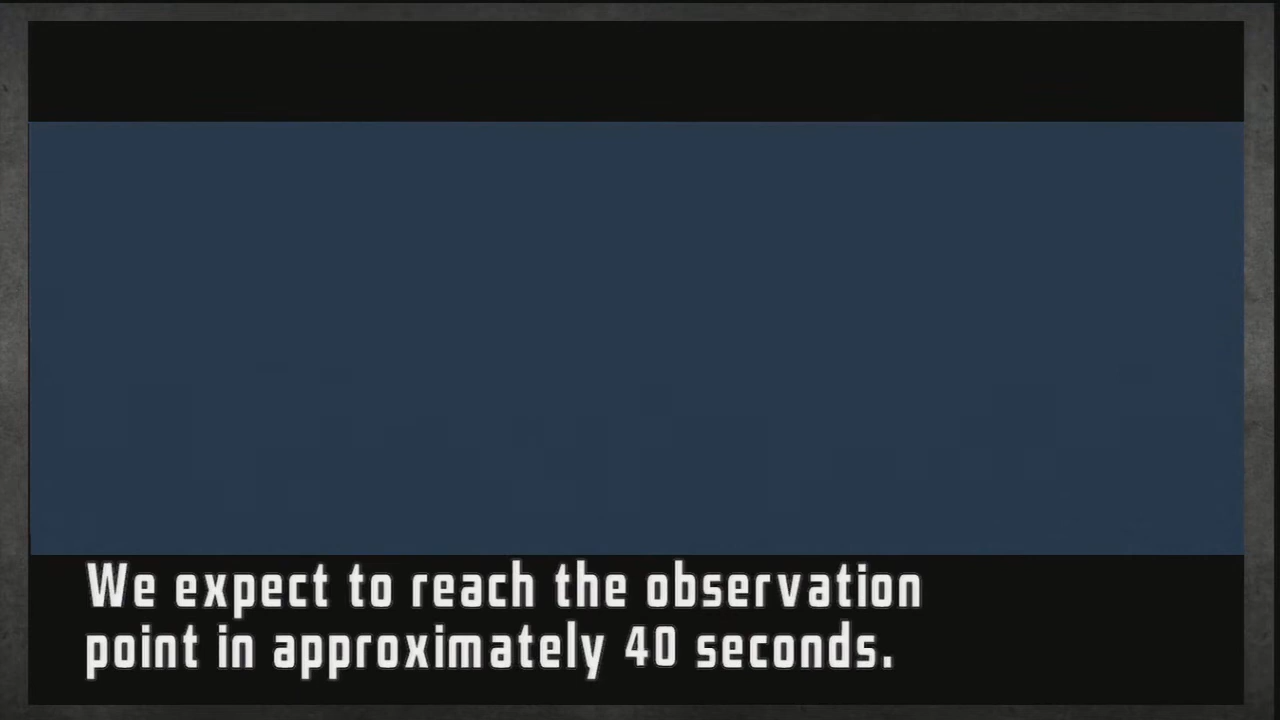 We expect to reach the observation
point in approximately 40 seconds.